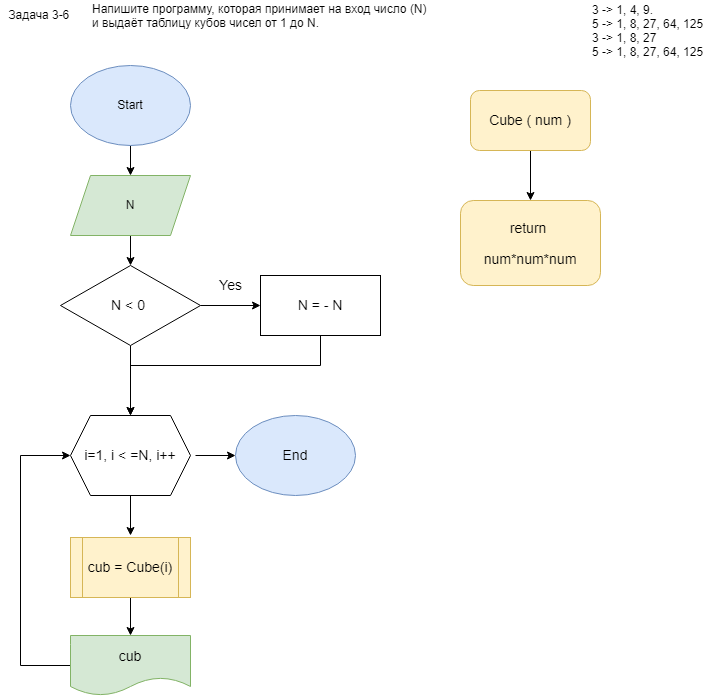 Задача 3-6
Напишите программу, которая принимает на вход число (N)
и выдаёт таблицу кубов чисел от 1 до N.
3 -> 1, 4, 9.
5 -> 1, 8, 27, 64, 125
3 -> 1, 8, 27
5 -> 1, 8, 27, 64, 125
Start
N
N < 0
Yes
N = - N
i=1, i < =N, i++
End
cub = Cube(i)
cub
Cube ( num )
return
num*num*num